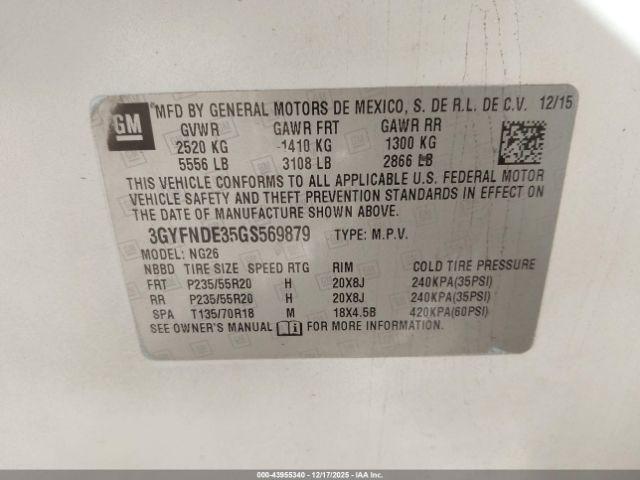 GM
MFD BY GENERAL MOTORS DE MEXICO, S. DE R.L. DE C.V. 12/15
GVWR GAWR FRT GAWR RR
2520 KG 1410 KG 1300 KG
5556 LB 3108 LB 2866 LB
THIS VEHICLE CONFORMS TO ALL APPLICABLE U.S. FEDERAL MOTOR
VEHICLE SAFETY AND THEFT PREVENTION STANDARDS IN EFFECT ON
THE DATE OF MANUFACTURE SHOWN ABOVE.
3GYFNDE35GS569879 TYPE: M.P.V.
MODEL: NG26
NBBD TIRE SIZE SPEED RTG RIM COLD TIRE PRESSURE
FRT P235/55R20 H 20X8J 240KPA(35PSI)
RR P235/55R20 H 20X8J 240KPA(35PSI)
SPA T135/70R18 M 18X4.5B 420KPA(60PSI)
SEE OWNER'S MANUAL FOR MORE INFORMATION.
000-43955340 - 12/17/2025 - IAA Inc.